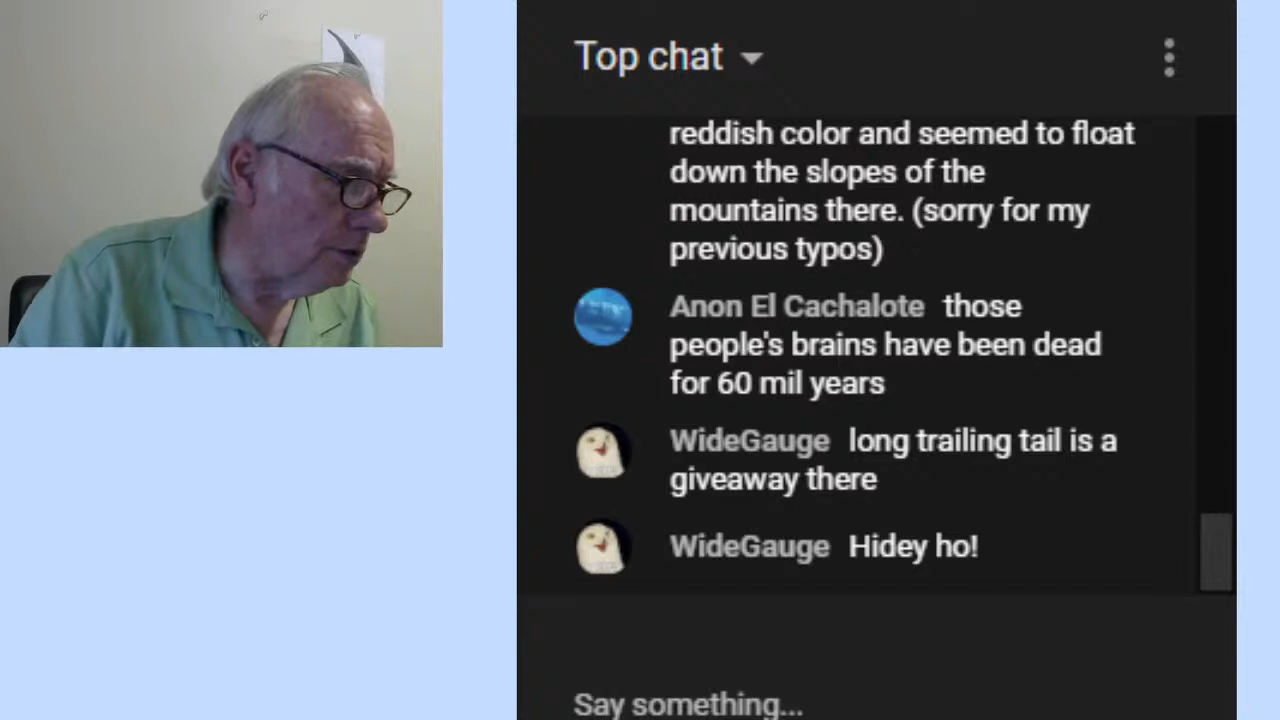 Top chat
reddish color and seemed to float
down the slopes of the
mountains there. (sorry for my
previous typos)
Anon El Cachalote those
people's brains have been dead
for 60 mil years
WideGauge long trailing tail is a
giveaway there
WideGauge Hidey ho!
Say something...